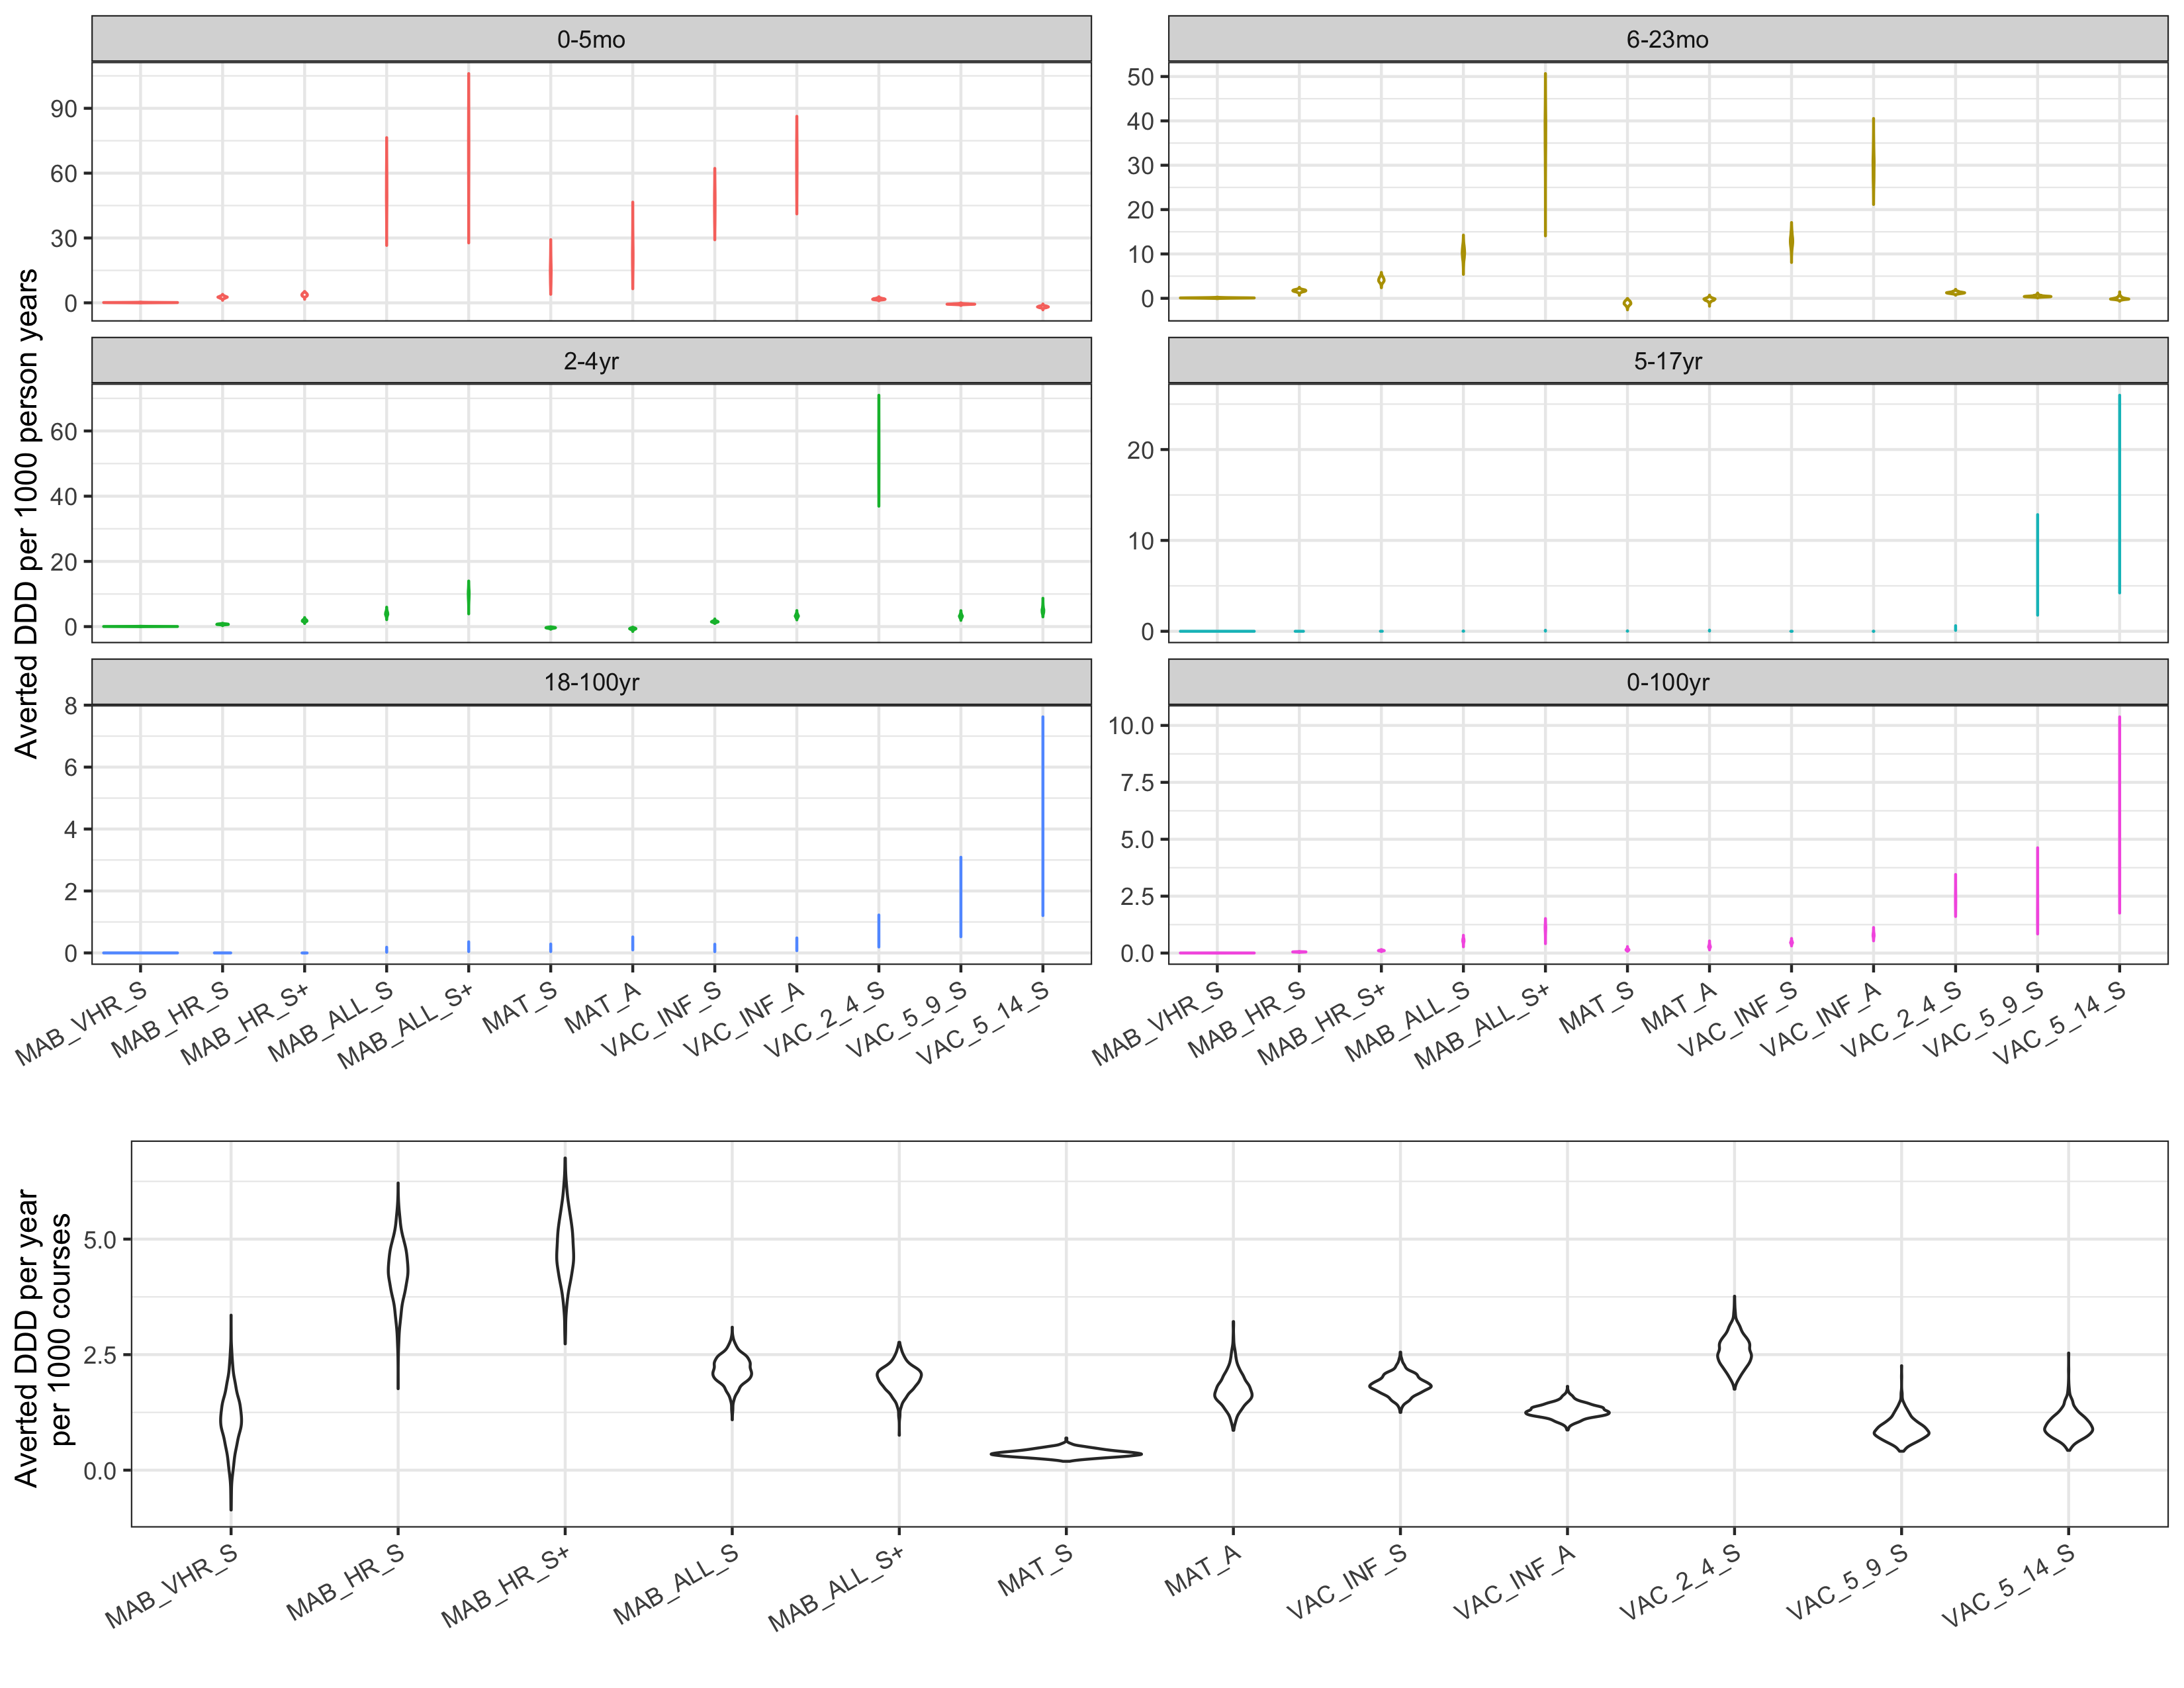 Averted DDD per 1000 person years
0-5mo
90
60
30
0
6-23mo
50
40
30
20
10
0
2-4yr
60
40
20
0
5-17yr
20
10
0
18-100yr
8
6
4
2
0
0-100yr
10.0
7.5
5.0
2.5
0.0
MAB_VHR_S
MAB_HR_S
MAB_HR_S+
MAB_ALL_S
MAB_ALL_S+
MAT_S
MAT_A
VAC_INF_S
VAC_INF_A
VAC_2_4_S
VAC_5_9_S
VAC_5_14_S
MAB_VHR_S
MAB_HR_S
MAB_HR_S+
MAB_ALL_S
MAB_ALL_S+
MAT_S
MAT_A
VAC_INF_S
VAC_INF_A
VAC_2_4_S
VAC_5_9_S
VAC_5_14_S
Averted DDD per year
per 1000 courses
5.0
2.5
0.0
MAB_VHR_S
MAB_HR_S
MAB_HR_S+
MAB_ALL_S
MAB_ALL_S+
MAT_S
MAT_A
VAC_INF_S
VAC_INF_A
VAC_2_4_S
VAC_5_9_S
VAC_5_14_S